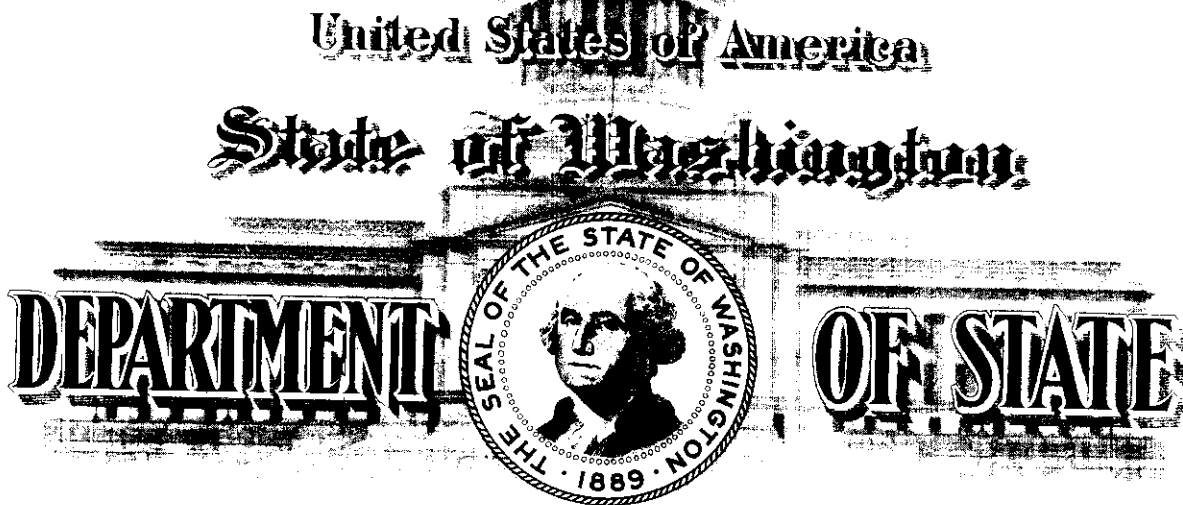 United States of America
State of Washington
DEPARTMENT OF STATE
THE SEAL OF THE STATE OF WASHINGTON
· 1889 ·